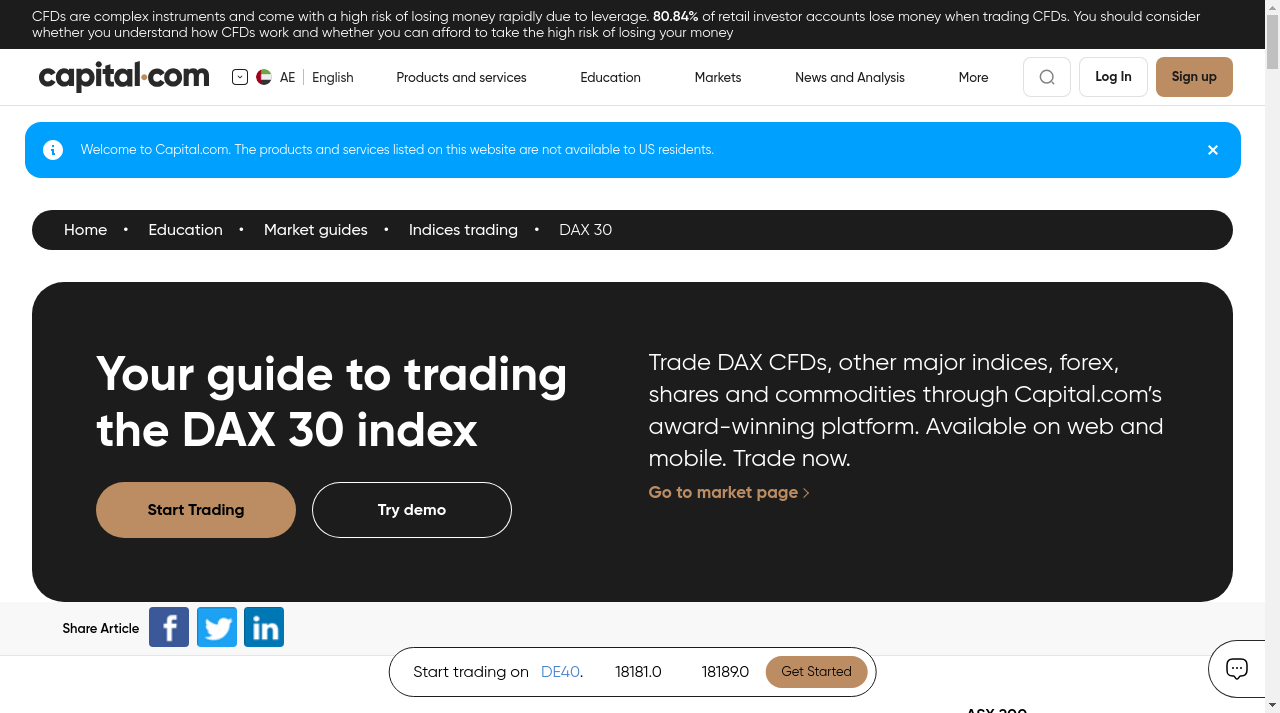 CFDs are complex instruments and come with a high risk of losing money rapidly due to leverage. 80.84% of retail investor accounts lose money when trading CFDs. You should consider
whether you understand how CFDs work and whether you can afford to take the high risk of losing your money
capital.com AE English Products and services Education Markets News and Analysis More Log In Sign up
Welcome to Capital.com. The products and services listed on this website are not available to US residents.
Home • Education • Market guides • Indices trading • DAX 30
Your guide to trading
the DAX 30 index
Start Trading Try demo
Trade DAX CFDs, other major indices, forex,
shares and commodities through Capital.com’s
award-winning platform. Available on web and
mobile. Trade now.
Go to market page
Share Article
Start trading on DE40. 18181.0 18189.0 Get Started
ASX 200